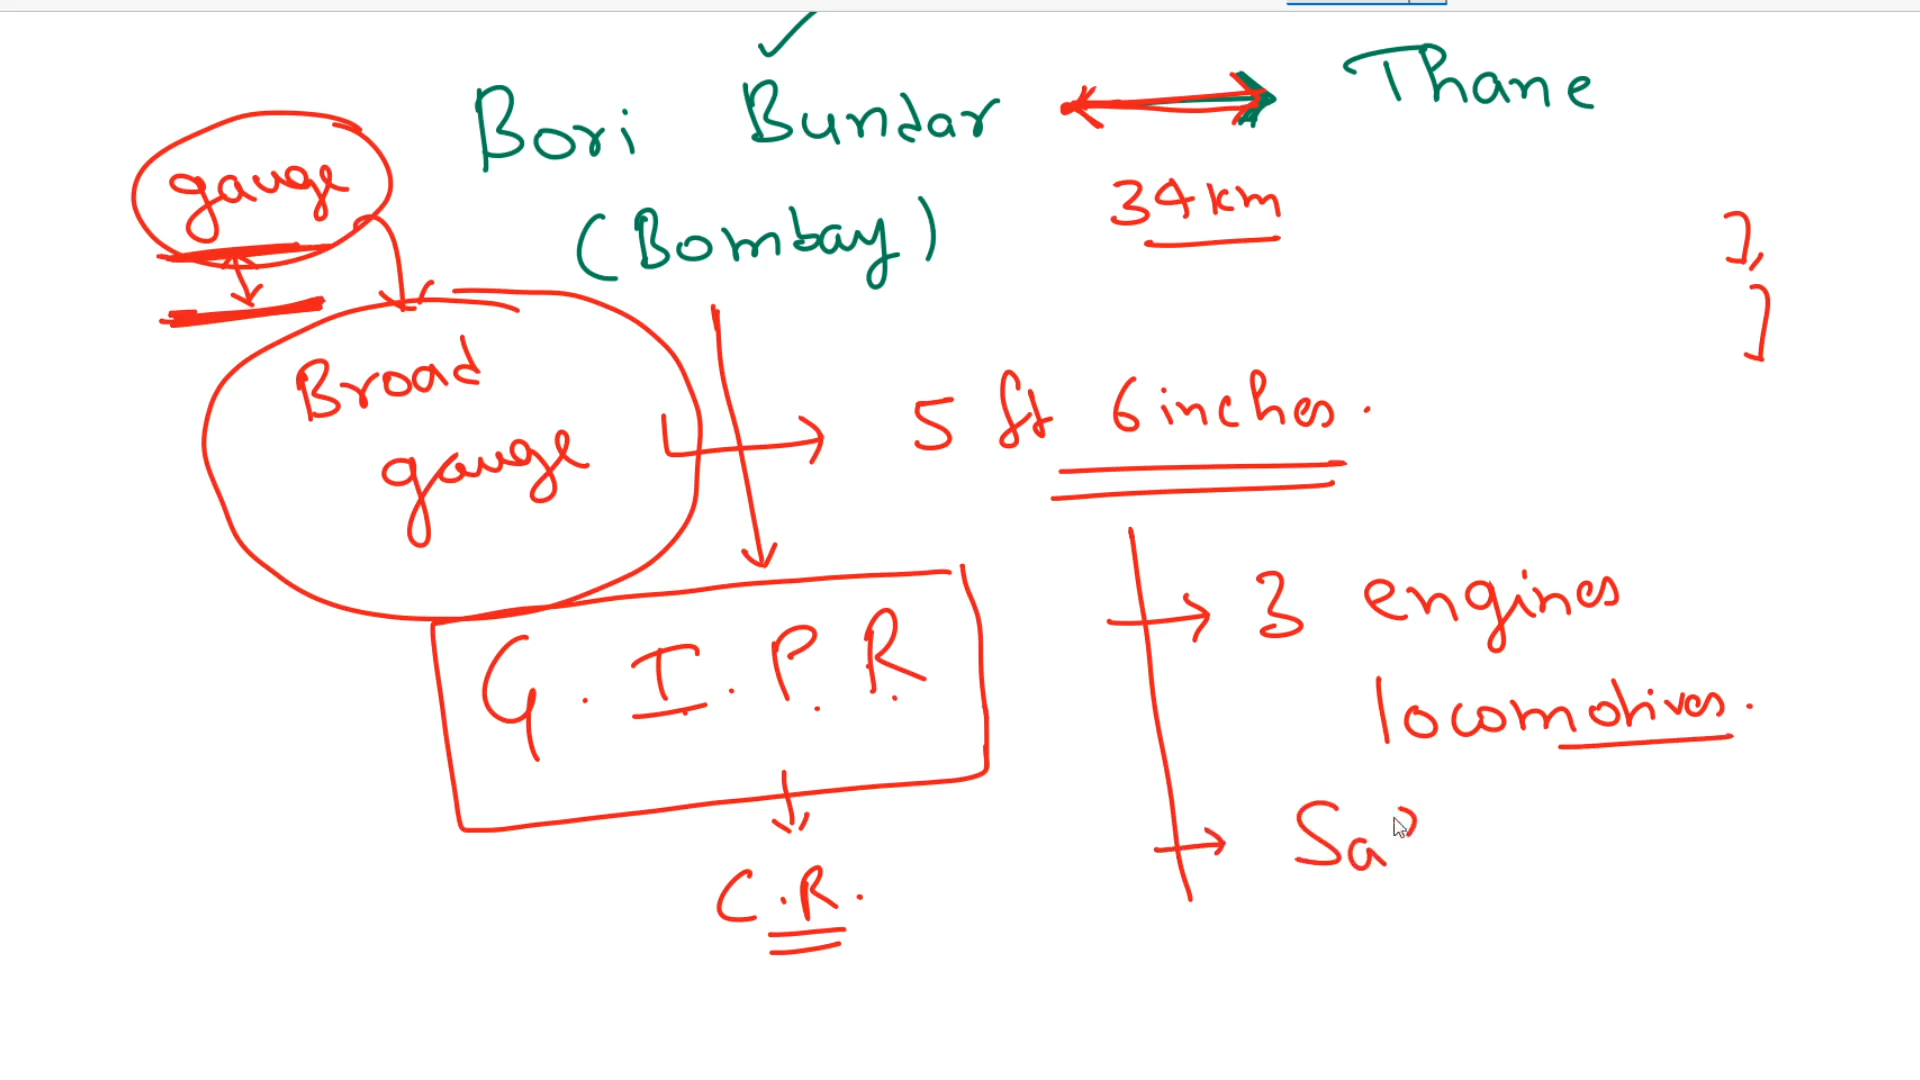 Bori Bundar Thane
gauge
34 km
(Bombay)
Broad
gauge
5 ft 6 inches.
3 engines
locomotives.
G. I. P. R.
Sa
C.R.